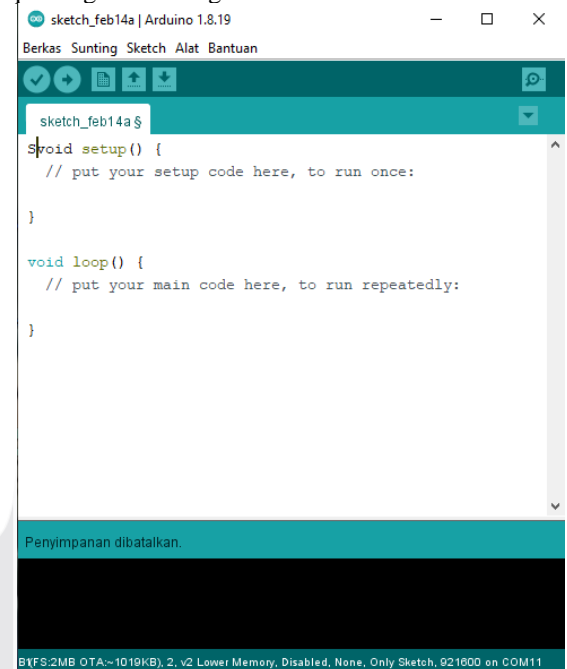 sketch_feb14a | Arduino 1.8.19
Berkas Sunting Sketch Alat Bantuan
sketch_feb14a §
Svoid setup() {
  // put your setup code here, to run once:
}
void loop() {
  // put your main code here, to run repeatedly:
}
Penyimpanan dibatalkan.
(FS:2MB OTA:~1019KB), 2, v2 Lower Memory, Disabled, None, Only Sketch, 921600 on COM11